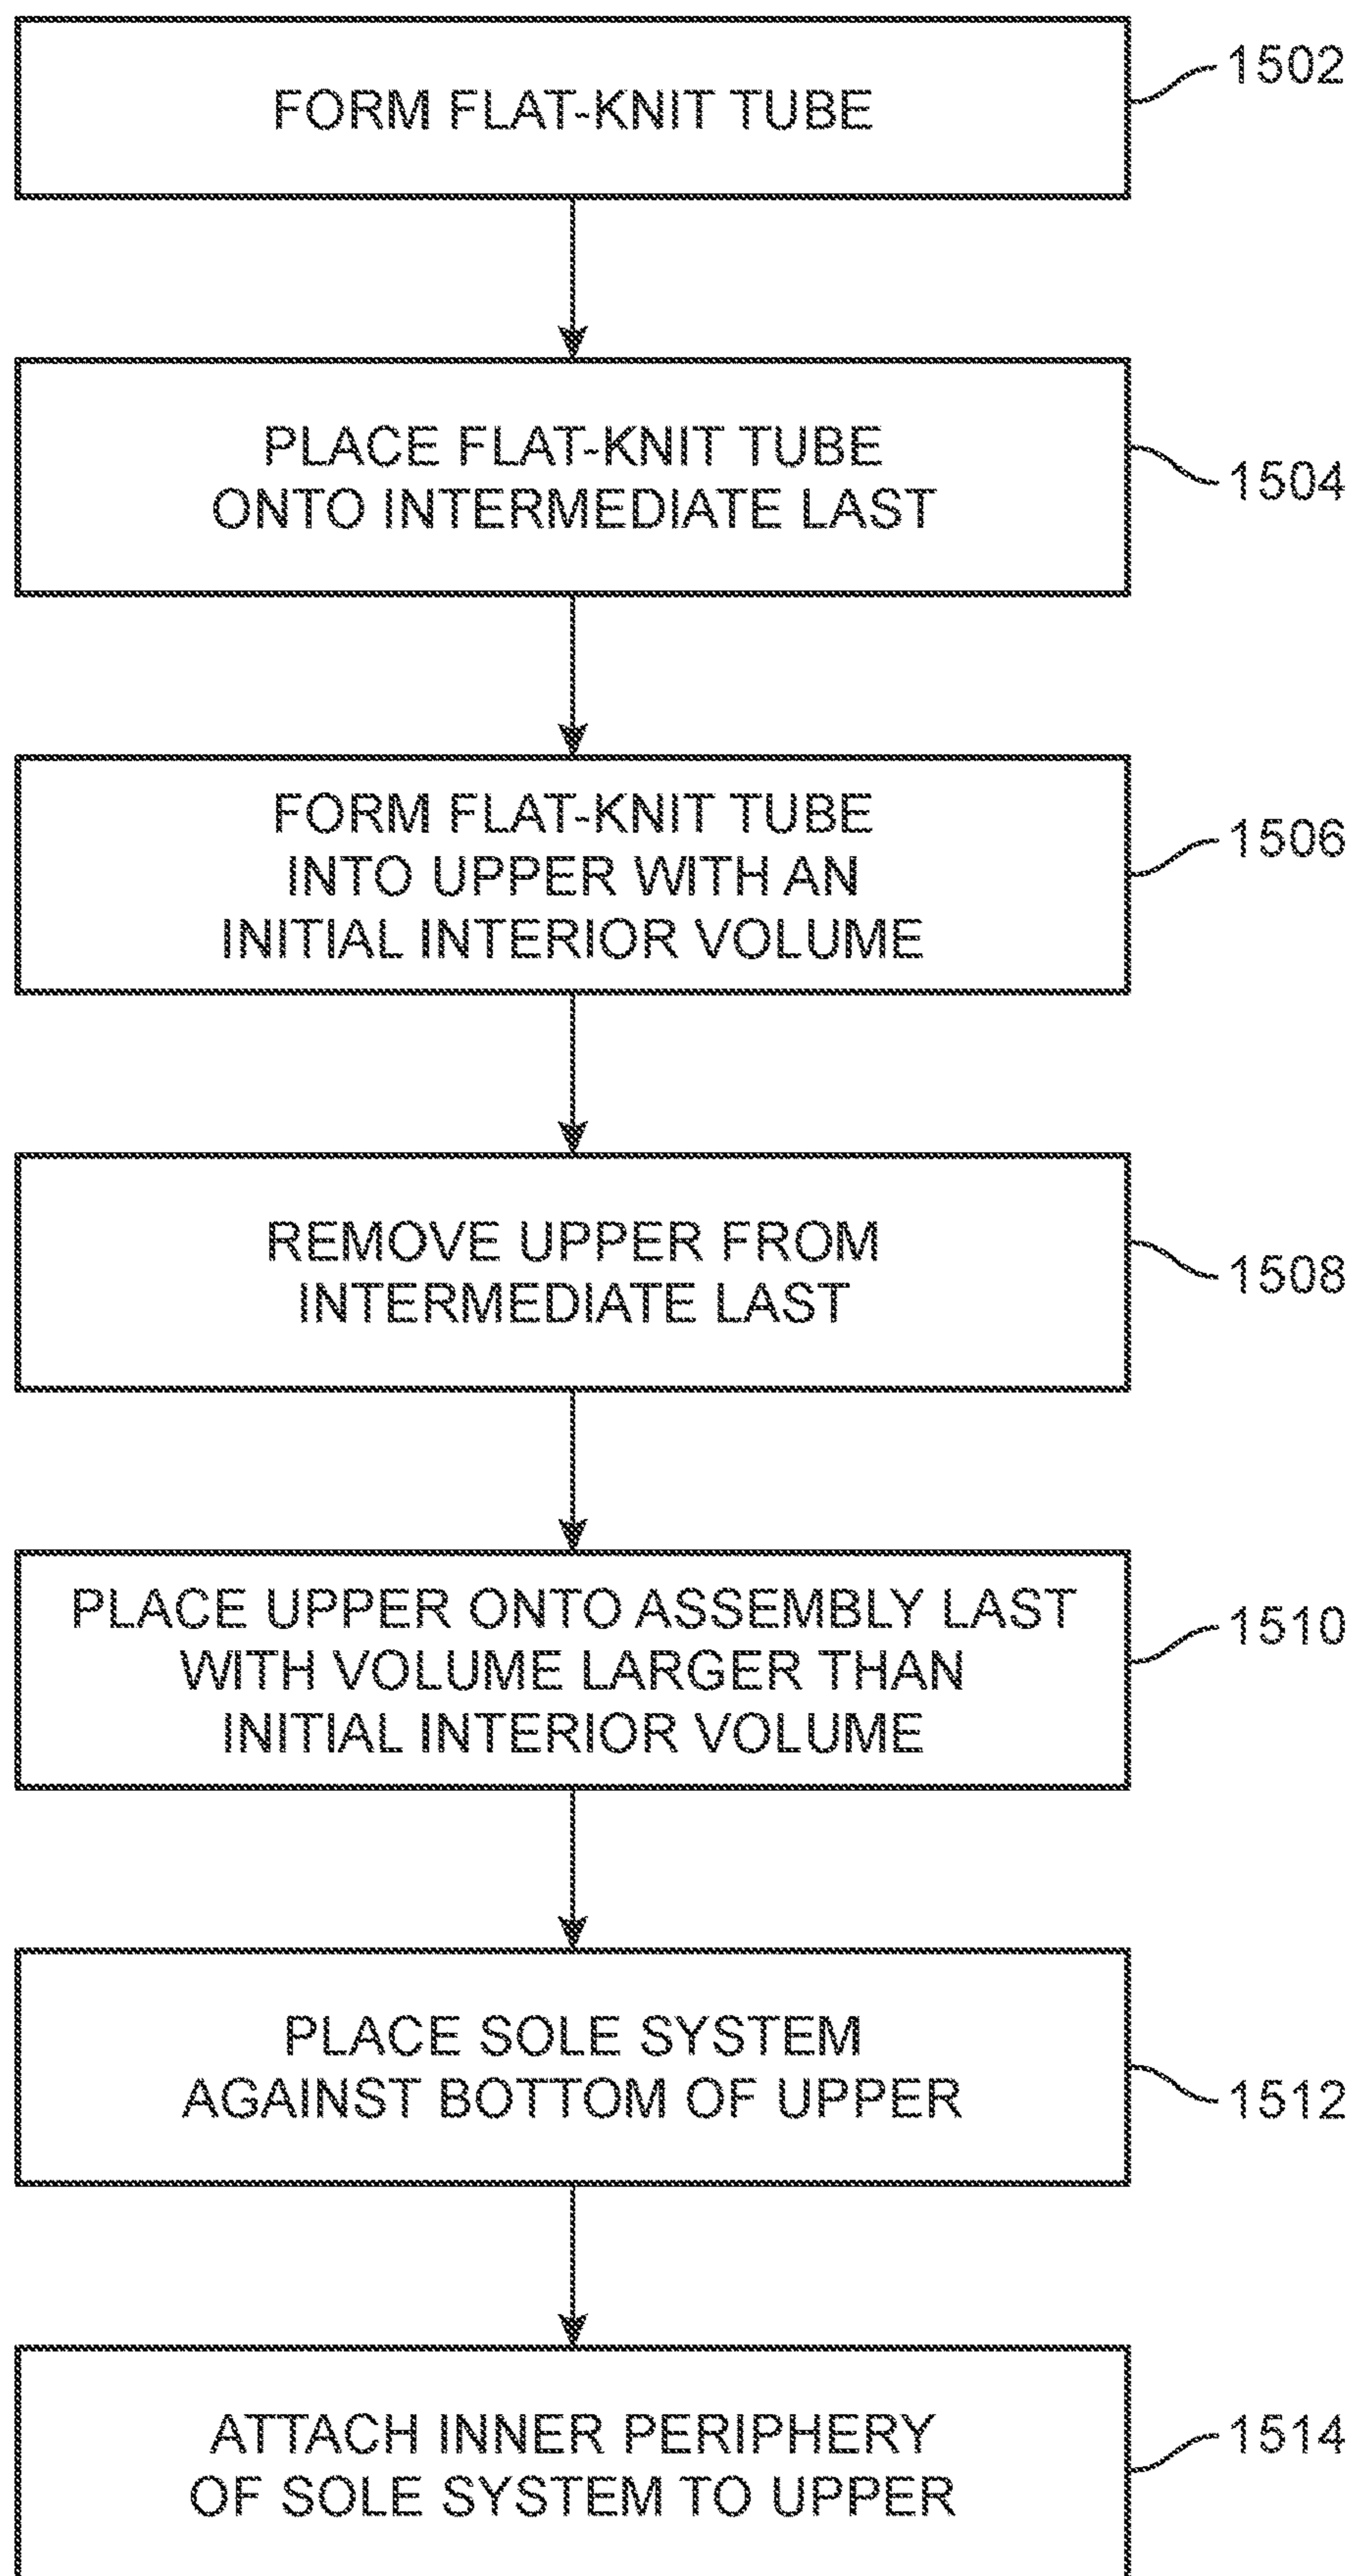 FORM FLAT-KNIT TUBE
1502
PLACE FLAT-KNIT TUBE
ONTO INTERMEDIATE LAST
1504
FORM FLAT-KNIT TUBE
INTO UPPER WITH AN
INITIAL INTERIOR VOLUME
1506
REMOVE UPPER FROM
INTERMEDIATE LAST
1508
PLACE UPPER ONTO ASSEMBLY LAST
WITH VOLUME LARGER THAN
INITIAL INTERIOR VOLUME
1510
PLACE SOLE SYSTEM
AGAINST BOTTOM OF UPPER
1512
ATTACH INNER PERIPHERY
OF SOLE SYSTEM TO UPPER
1514